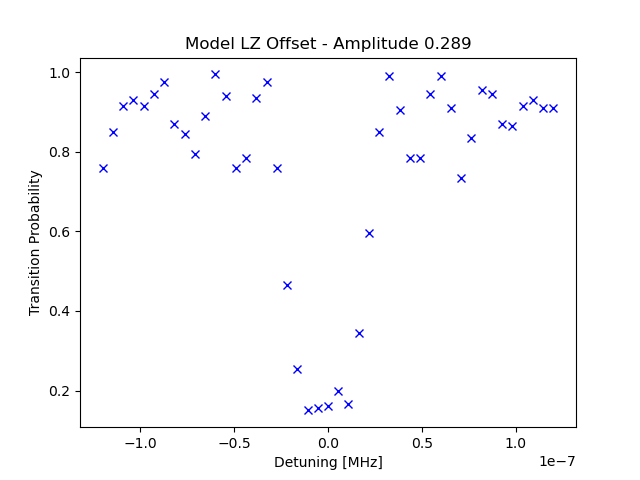 Model LZ Offset - Amplitude 0.289
Transition Probability
1.0
0.8
0.6
0.4
0.2
−1.0 −0.5 0.0 0.5 1.0
1e−7
Detuning [MHz]